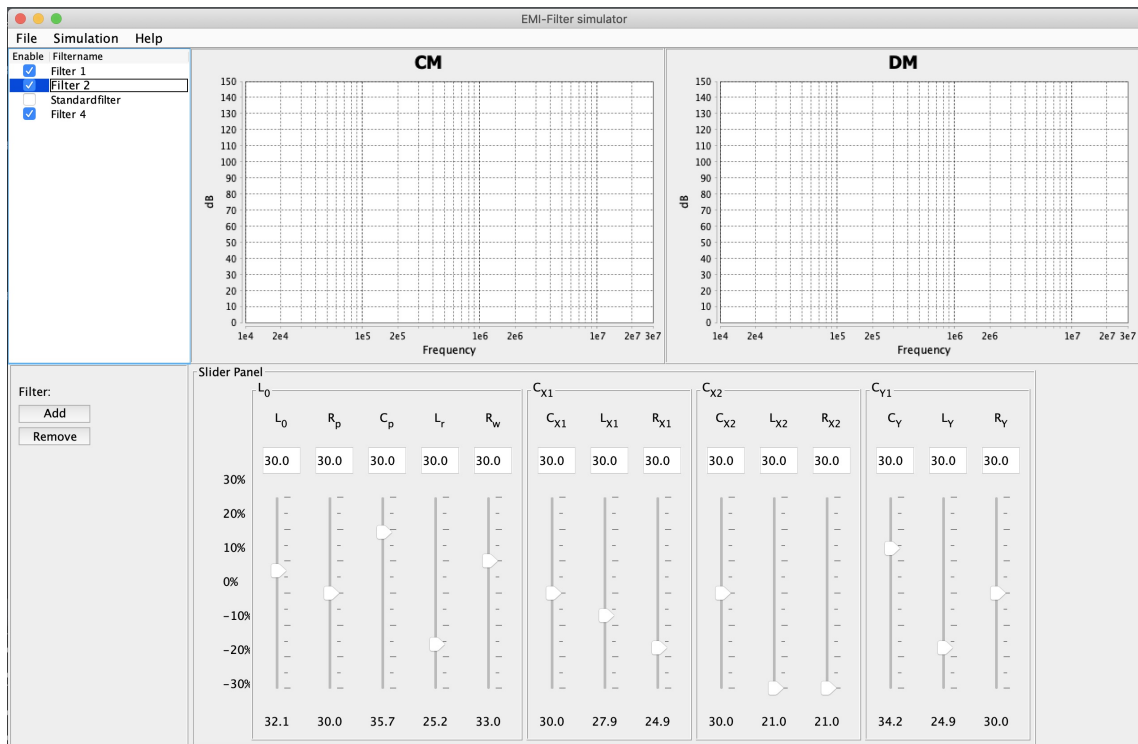 EMI-Filter simulator
File Simulation Help
Enable Filtername
Filter 1
Filter 2
Standardfilter
Filter 4
CM
150
140
130
120
110
100
90
80
70
60
50
40
30
20
10
0
dB
1e4 2e4 1e5 2e5 1e6 2e6 1e7 2e7 3e7
Frequency
DM
150
140
130
120
110
100
90
80
70
60
50
40
30
20
10
0
dB
1e4 2e4 1e5 2e5 1e6 2e6 1e7 2e7 3e7
Frequency
Filter:
Add
Remove
Slider Panel
L0 CX1 CX2 CY1
L0 Rp Cp Lr Rw CX1 LX1 RX1 CX2 LX2 RX2 CY LY RY
30.0 30.0 30.0 30.0 30.0 30.0 30.0 30.0 30.0 30.0 30.0 30.0 30.0 30.0
30%
20%
10%
0%
-10%
-20%
-30%
32.1 30.0 35.7 25.2 33.0 30.0 27.9 24.9 30.0 21.0 21.0 34.2 24.9 30.0